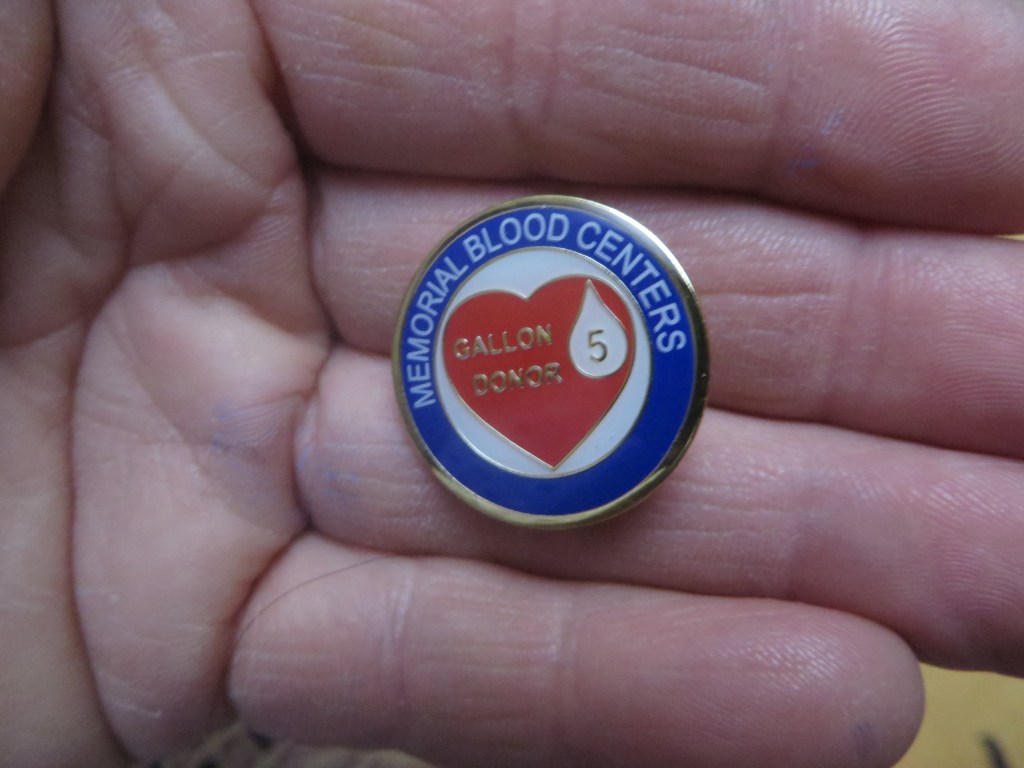 MEMORIAL BLOOD CENTERS
GALLON
DONOR
5